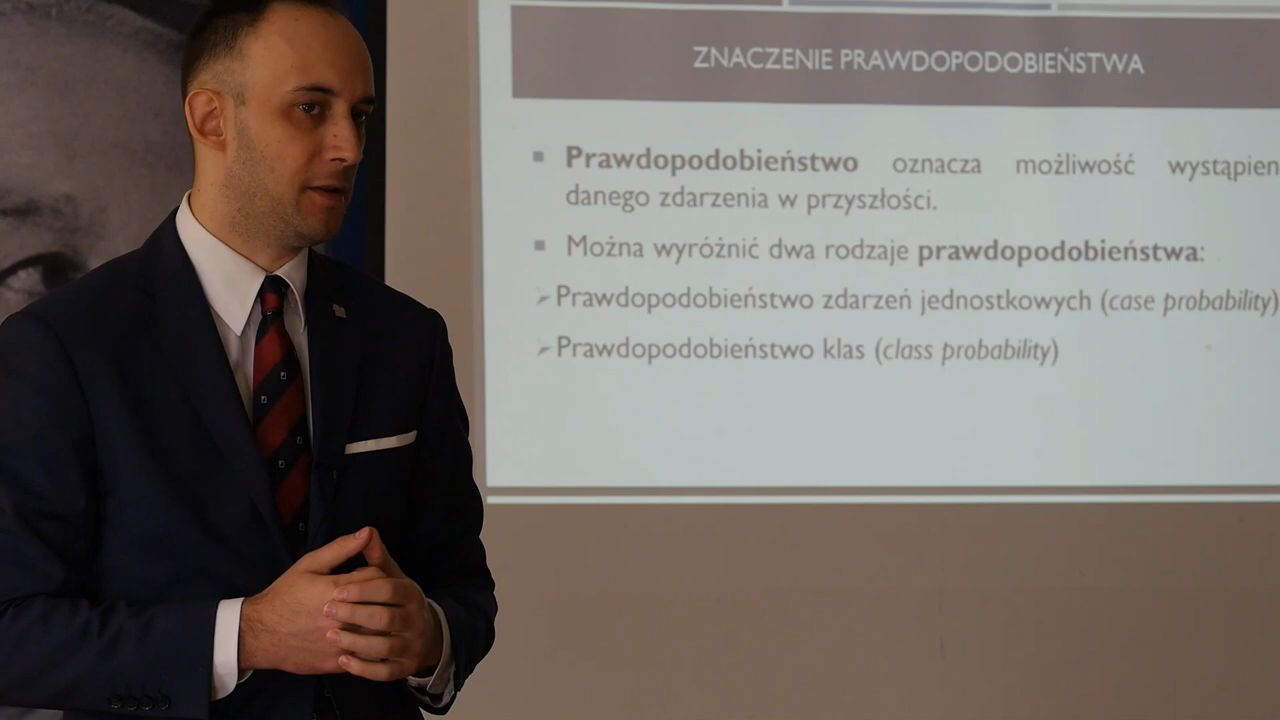 ZNACZENIE PRAWDOPODOBIEŃSTWA
Prawdopodobieństwo oznacza możliwość wystąpien
danego zdarzenia w przyszłości.
Można wyróżnić dwa rodzaje prawdopodobieństwa:
Prawdopodobieństwo zdarzeń jednostkowych (case probability)
Prawdopodobieństwo klas (class probability)